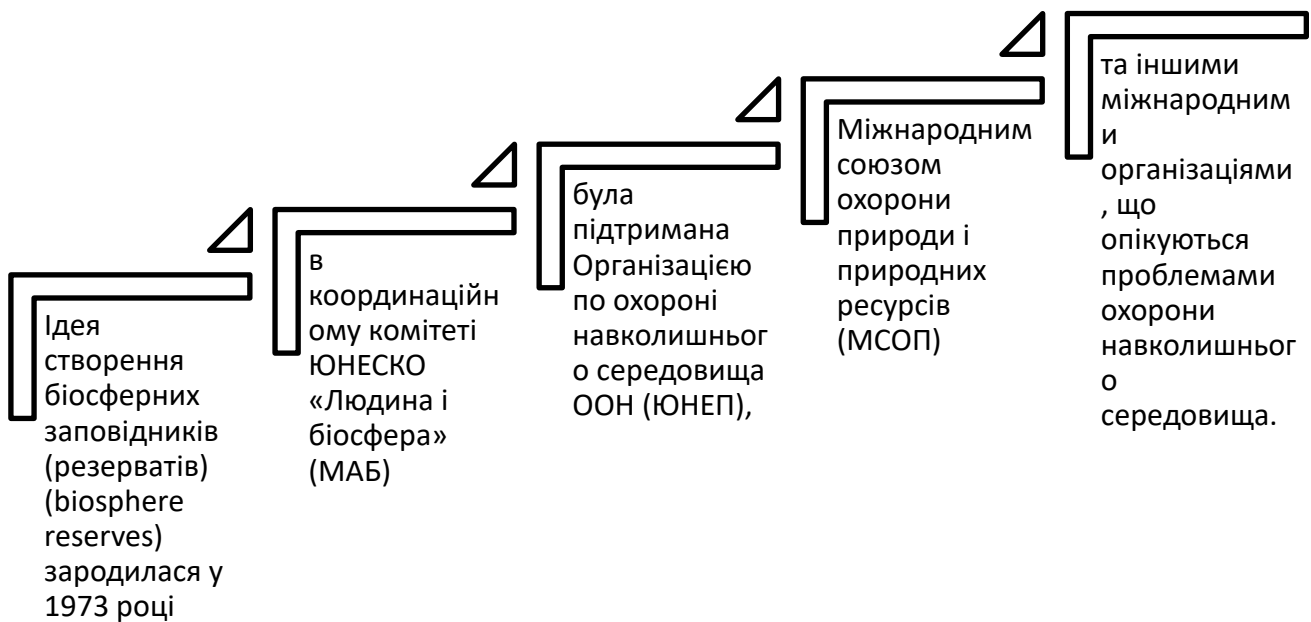 Ідея
створення
біосферних
заповідників
(резерватів)
(biosphere
reserves)
зародилася у
1973 році
в
координаційн
ому комітеті
ЮНЕСКО
«Людина і
біосфера»
(МАБ)
була
підтримана
Організацією
по охороні
навколишньог
о середовища
ООН (ЮНЕП),
Міжнародним
союзом
охорони
природи і
природних
ресурсів
(МСОП)
та іншими
міжнародним
и
організаціями
, що
опікуються
проблемами
охорони
навколишньог
о
середовища.